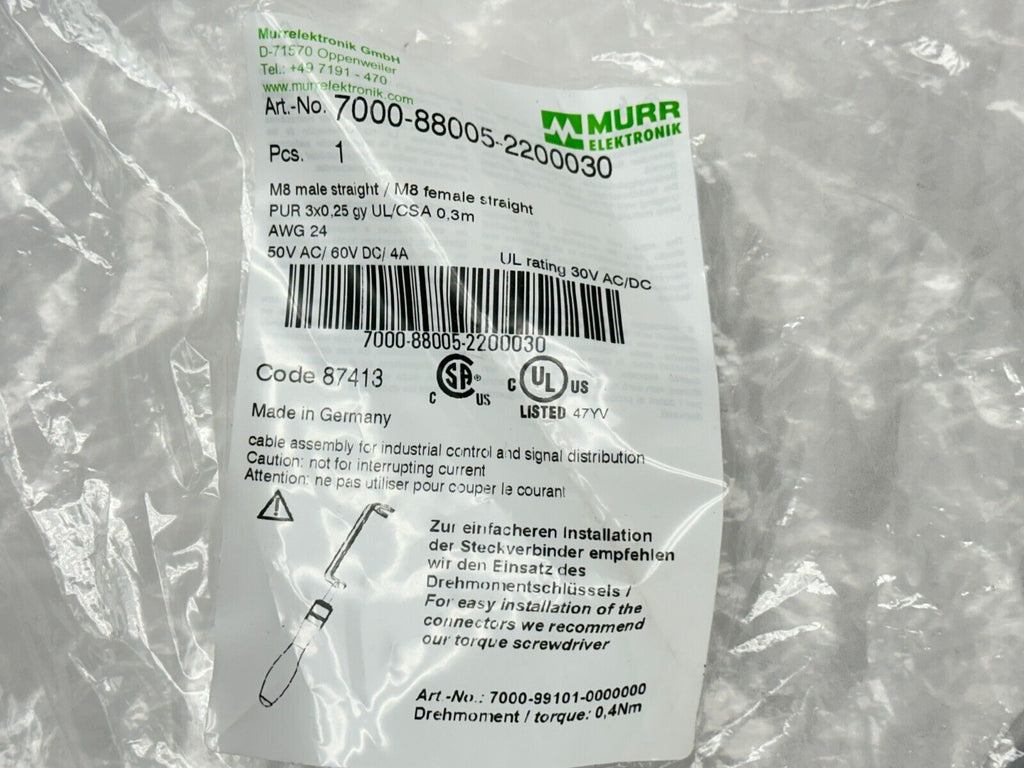 Murrelektronik GmbH
D-71570 Oppenweiler
Tel.: +49 7191 - 470
www.murrelektronik.com
Art.-No. 7000-88005-2200030
MURR
ELEKTRONIK
Pcs. 1
M8 male straight / M8 female straight
PUR 3x0,25 gy UL/CSA 0,3m
AWG 24
50V AC/ 60V DC/ 4A UL rating 30V AC/DC
7000-88005-2200030
Code 87413
C SA ® US
C UL US
LISTED 47YV
Made in Germany
cable assembly for industrial control and signal distribution
Caution: not for interrupting current
Attention: ne pas utiliser pour couper le courant
Zur einfacheren Installation
der Steckverbinder empfehlen
wir den Einsatz des
Drehmomentschlüssels /
For easy installation of the
connectors we recommend
our torque screwdriver
Art.-No.: 7000-99101-0000000
Drehmoment / torque: 0,4Nm